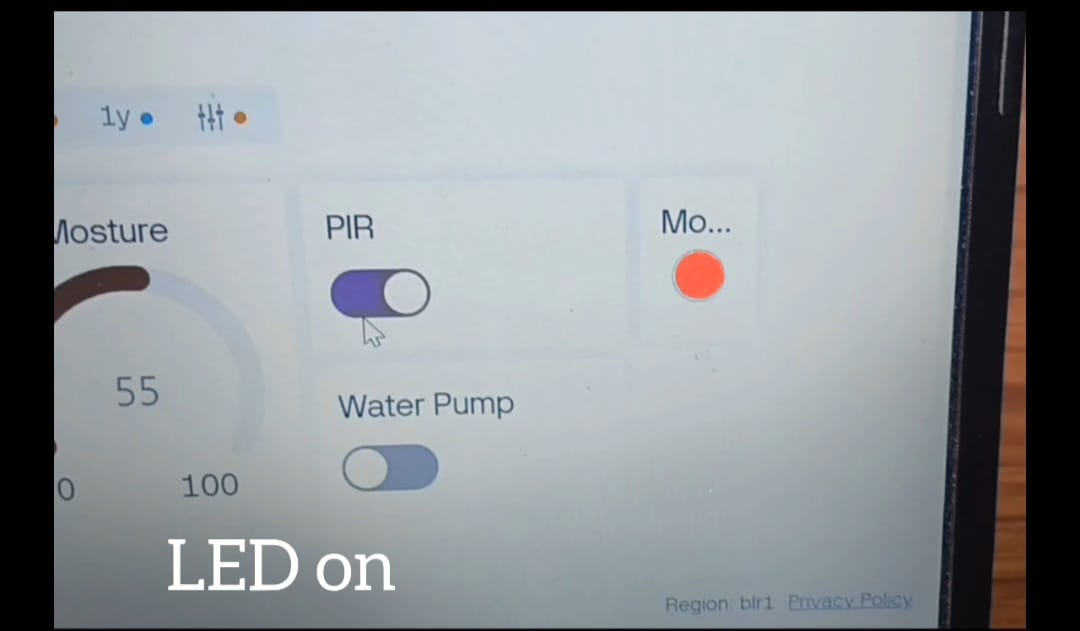 1y
Mosture
PIR
Mo...
55
Water Pump
0
100
LED on
Region: blr1 Privacy Policy